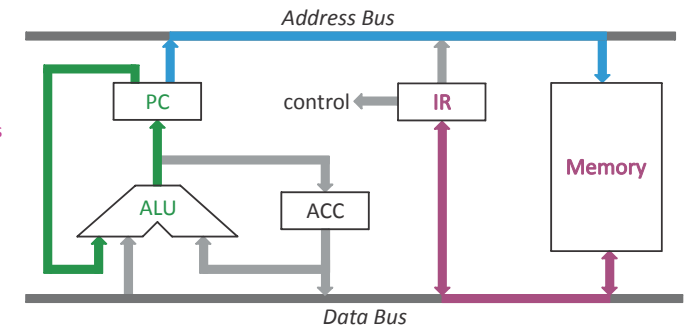 Address Bus
PC
control
IR
s
Memory
ALU
ACC
Data Bus